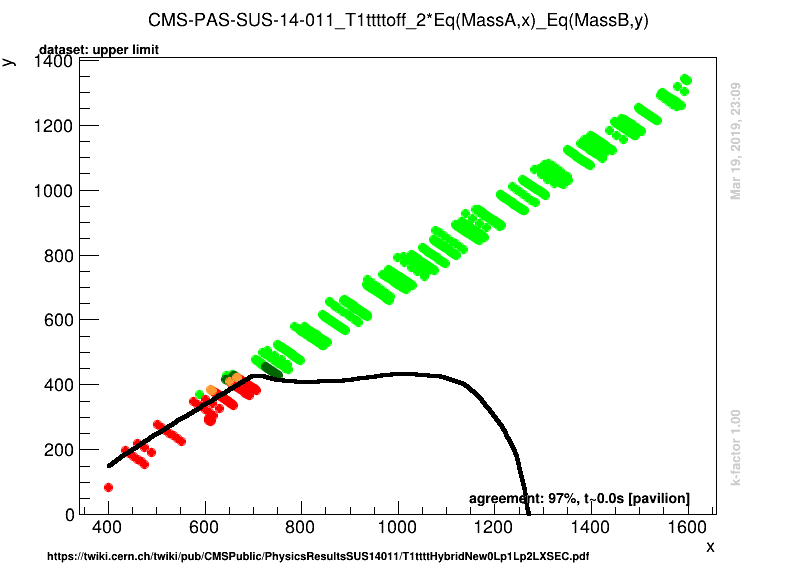 CMS-PAS-SUS-14-011_T1ttttoff_2*Eq(MassA,x)_Eq(MassB,y)
dataset: upper limit
y
1400
1200
1000
800
600
400
200
0
400 600 800 1000 1200 1400 1600
x
agreement: 97%, t~0.0s [pavilion]
https://twiki.cern.ch/twiki/pub/CMSPublic/PhysicsResultsSUS14011/T1ttttHybridNew0Lp1Lp2LXSEC.pdf
Mar 19, 2019, 23:09
k-factor 1.00